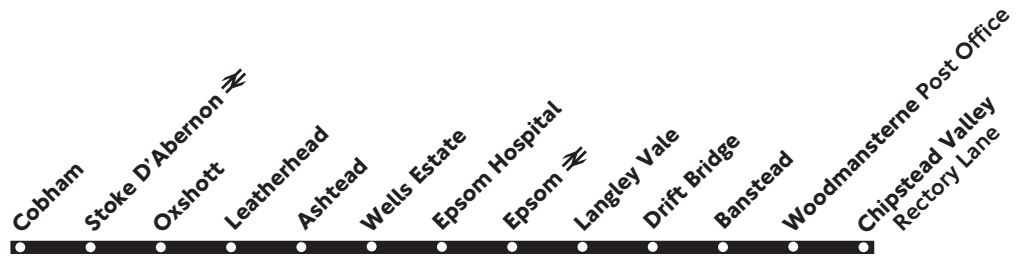 Cobham
Stoke D'Abernon
Oxshott
Leatherhead
Ashtead
Wells Estate
Epsom Hospital
Epsom
Langley Vale
Drift Bridge
Banstead
Woodmansterne Post Office
Chipstead Valley
Rectory Lane